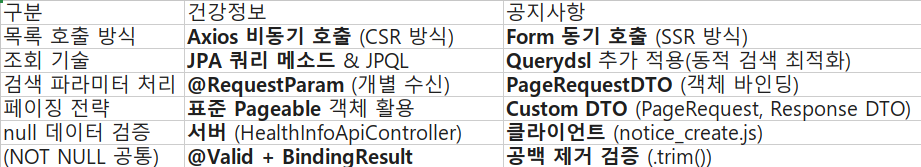 구분 건강정보 공지사항
목록 호출 방식 Axios 비동기 호출 (CSR 방식) Form 동기 호출 (SSR 방식)
조회 기술 JPA 쿼리 메소드 & JPQL Querydsl 추가 적용(동적 검색 최적화)
검색 파라미터 처리 @RequestParam (개별 수신) PageRequestDTO (객체 바인딩)
페이징 전략 표준 Pageable 객체 활용 Custom DTO (PageRequest, Response DTO)
null 데이터 검증 서버 (HealthInfoApiController) 클라이언트 (notice_create.js)
(NOT NULL 공통) @Valid + BindingResult 공백 제거 검증 (.trim())